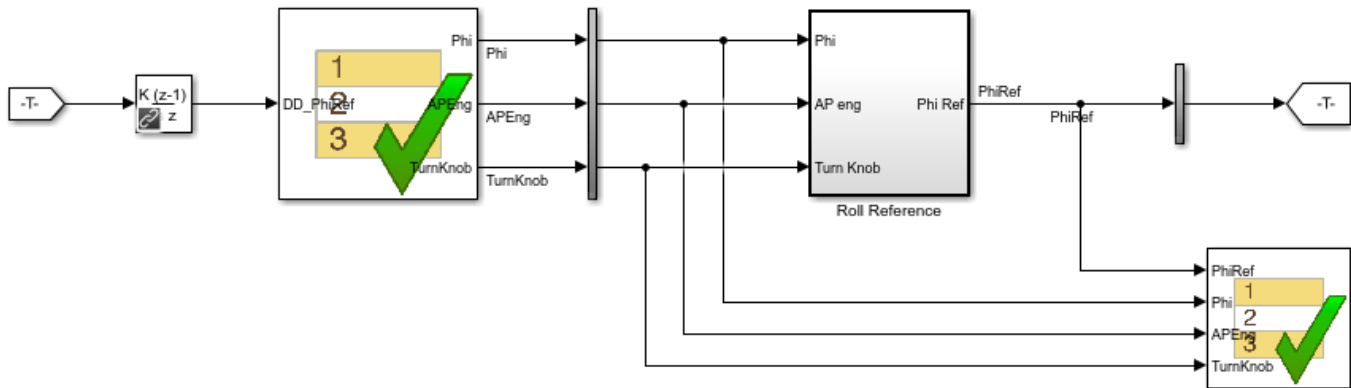 -T-
K (z-1)
z
DD_PhiRef
1
2
3
Phi
APEng
TurnKnob
Phi
APEng
TurnKnob
Phi
AP eng
Turn Knob
Phi Ref
Roll Reference
PhiRef
PhiRef
-T-
PhiRef
Phi
APEng
TurnKnob
1
2
3